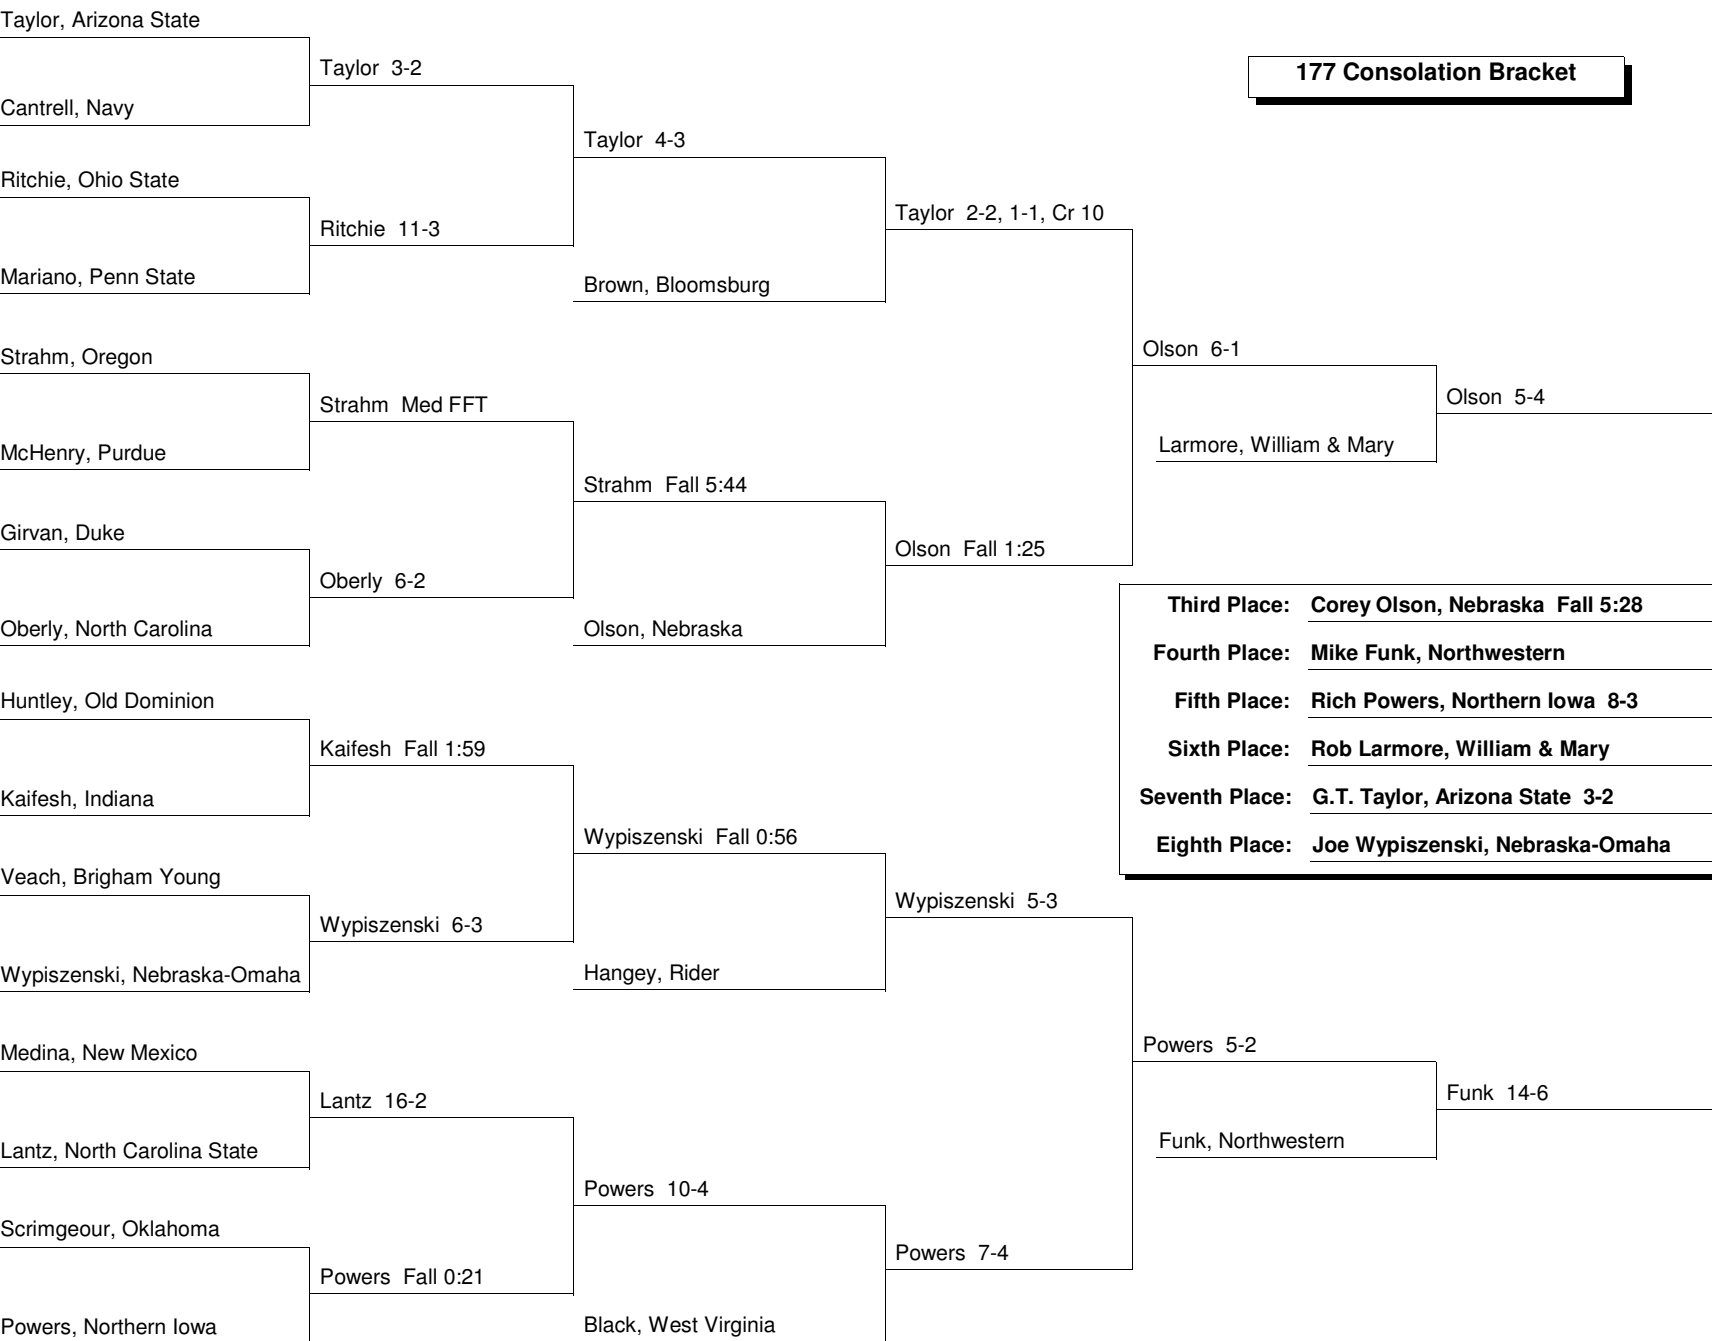 Taylor, Arizona State
Taylor 3-2
177 Consolation Bracket
Cantrell, Navy
Taylor 4-3
Ritchie, Ohio State
Taylor 2-2, 1-1, Cr 10
Ritchie 11-3
Mariano, Penn State
Brown, Bloomsburg
Olson 6-1
Strahm, Oregon
Olson 5-4
Strahm Med FFT
Larmore, William & Mary
McHenry, Purdue
Strahm Fall 5:44
Girvan, Duke
Olson Fall 1:25
Oberly 6-2
Oberly, North Carolina
Olson, Nebraska
Third Place: Corey Olson, Nebraska Fall 5:28
Fourth Place: Mike Funk, Northwestern
Fifth Place: Rich Powers, Northern Iowa 8-3
Sixth Place: Rob Larmore, William & Mary
Seventh Place: G.T. Taylor, Arizona State 3-2
Eighth Place: Joe Wypiszenski, Nebraska-Omaha
Huntley, Old Dominion
Kaifesh Fall 1:59
Kaifesh, Indiana
Wypiszenski Fall 0:56
Veach, Brigham Young
Wypiszenski 5-3
Wypiszenski 6-3
Wypiszenski, Nebraska-Omaha
Hangey, Rider
Medina, New Mexico
Powers 5-2
Lantz 16-2
Funk 14-6
Lantz, North Carolina State
Funk, Northwestern
Powers 10-4
Scrimgeour, Oklahoma
Powers 7-4
Powers Fall 0:21
Powers, Northern Iowa
Black, West Virginia